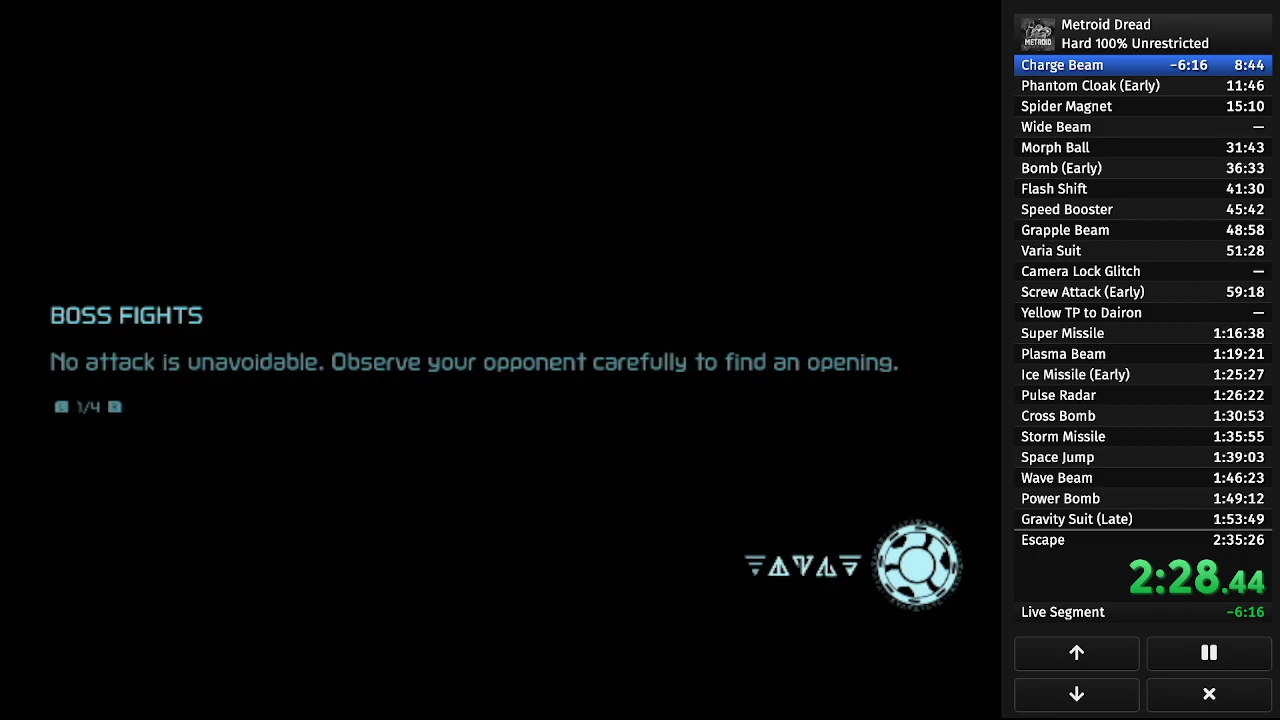 BOSS FIGHTS
No attack is unavoidable. Observe your opponent carefully to find an opening.
L 1/4 R
METROID
Metroid Dread
Hard 100% Unrestricted
Charge Beam −6:16 8:44
Phantom Cloak (Early) 11:46
Spider Magnet 15:10
Wide Beam —
Morph Ball 31:43
Bomb (Early) 36:33
Flash Shift 41:30
Speed Booster 45:42
Grapple Beam 48:58
Varia Suit 51:28
Camera Lock Glitch —
Screw Attack (Early) 59:18
Yellow TP to Dairon —
Super Missile 1:16:38
Plasma Beam 1:19:21
Ice Missile (Early) 1:25:27
Pulse Radar 1:26:22
Cross Bomb 1:30:53
Storm Missile 1:35:55
Space Jump 1:39:03
Wave Beam 1:46:23
Power Bomb 1:49:12
Gravity Suit (Late) 1:53:49
Escape 2:35:26
2:28.44
Live Segment −6:16